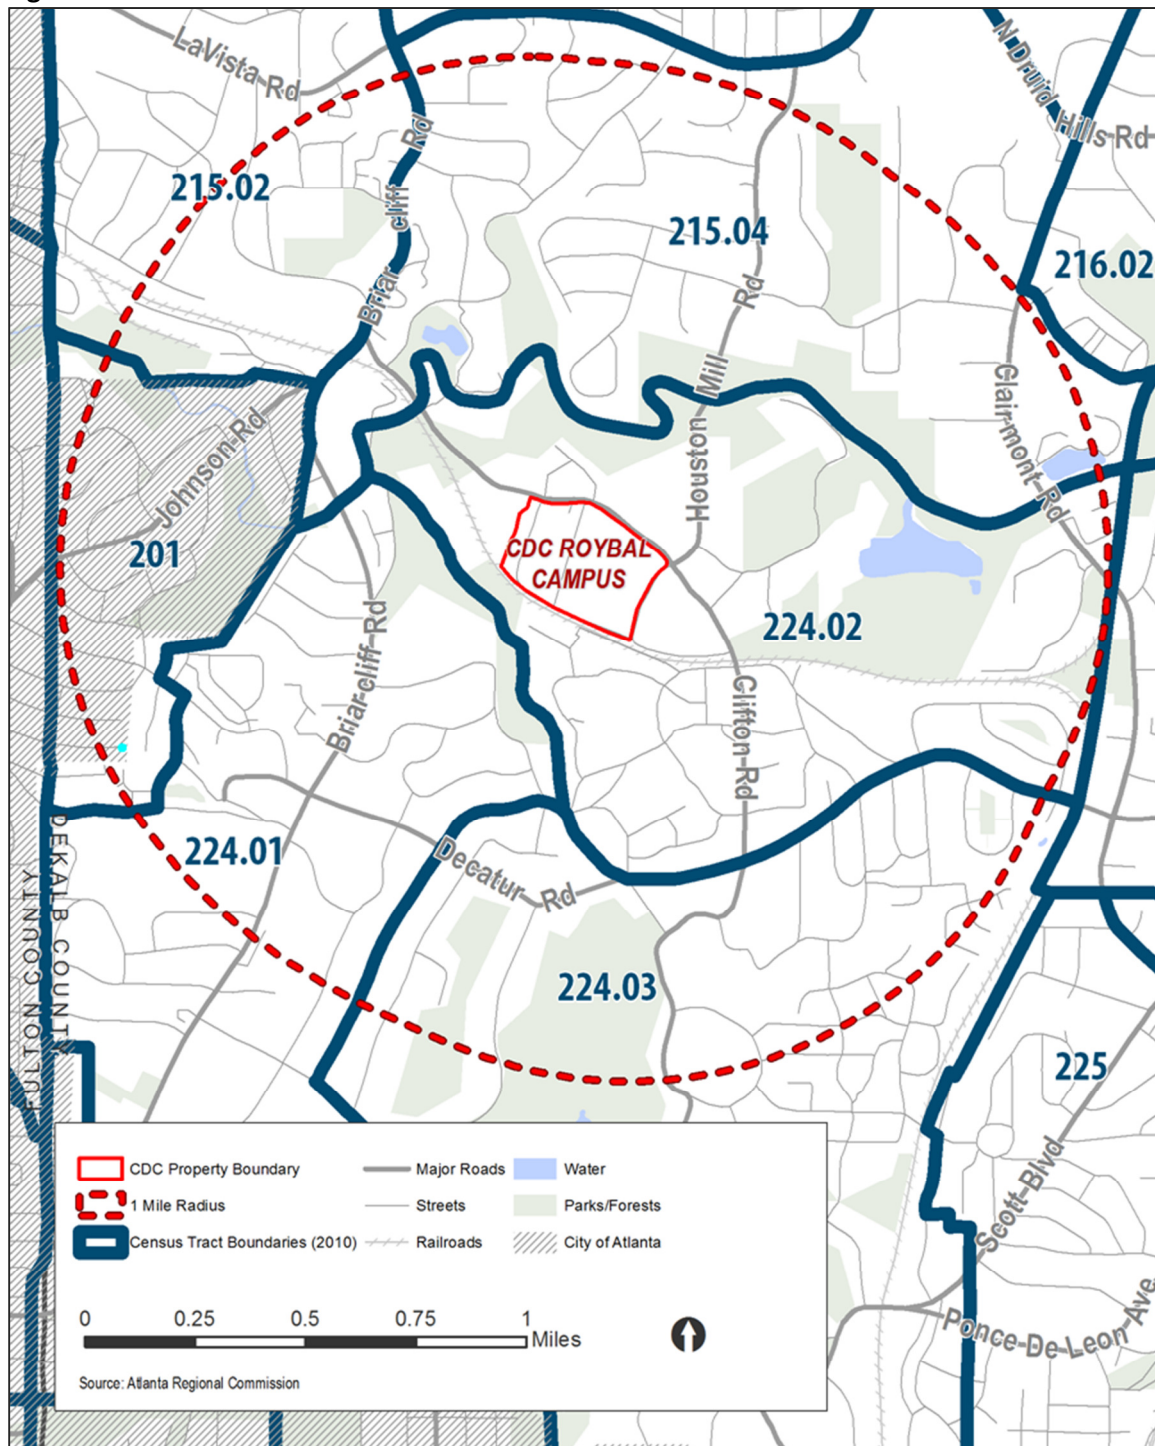 LaVista Rd
N Druid Hills Rd
Briar cliff Rd
215.02
215.04
216.02
Briar
Houston Mill Rd
Clairmont Rd
Johnson Rd
201
CDC ROYBAL
CAMPUS
224.02
Briarcliff Rd
Clifton Rd
224.01
Decatur Rd
FULTON COUNTY
DEKALB COUNTY
224.03
225
Scott Blvd
Ponce De Leon Ave
CDC Property Boundary
Major Roads
Water
1 Mile Radius
Streets
Parks/Forests
Census Tract Boundaries (2010)
Railroads
City of Atlanta
0 0.25 0.5 0.75 1
Miles
Source: Atlanta Regional Commission